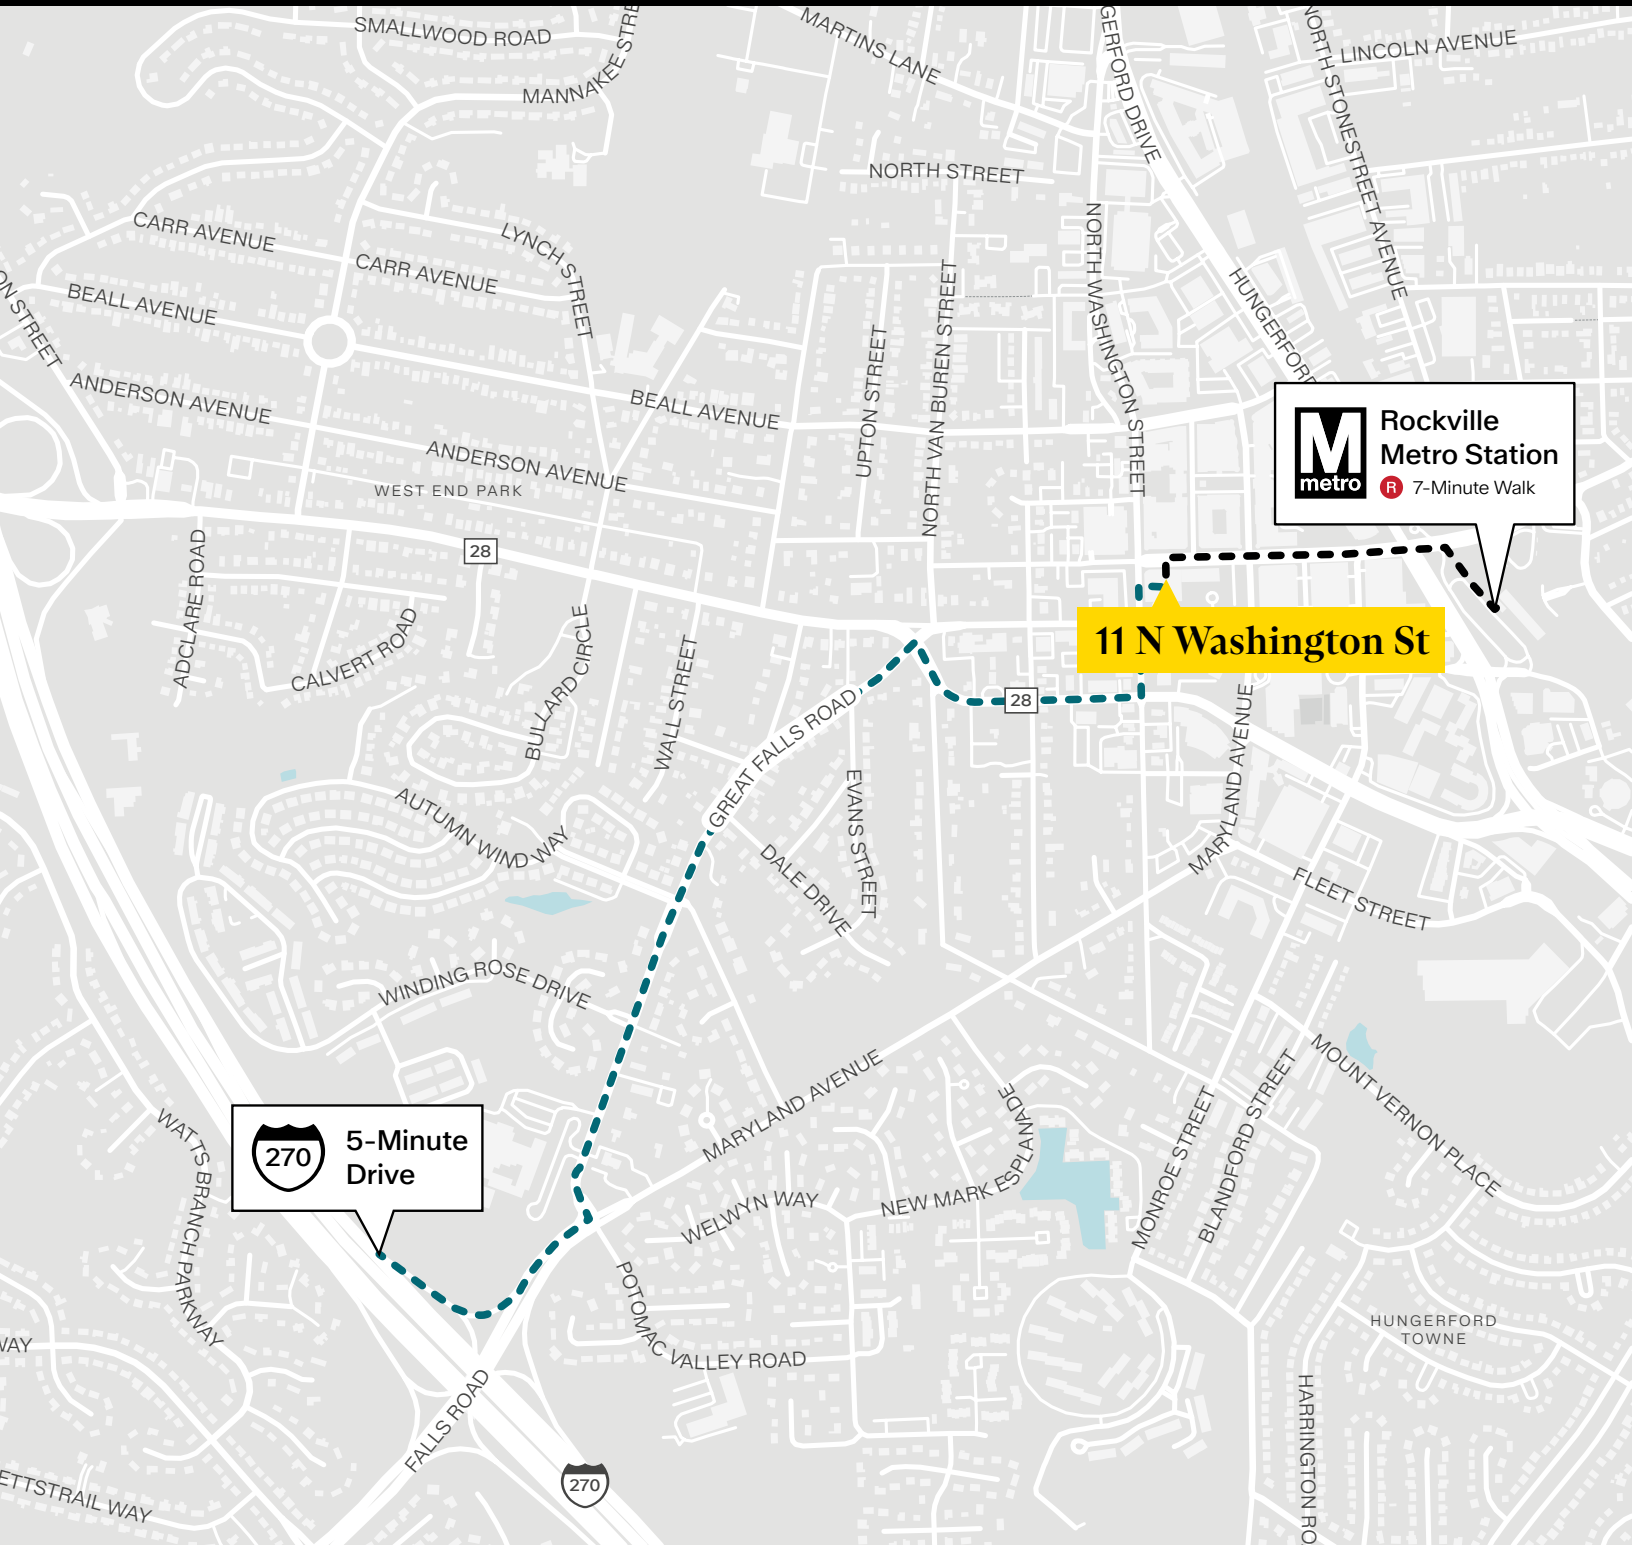 SMALLWOOD ROAD
MANNAKEE STRE
MARTINS LANE
GERFORD DRIVE
NORTH STONESTREET AVENUE
LINCOLN AVENUE
NORTH STREET
CARR AVENUE
CARR AVENUE
LYNCH STREET
NORTH WASHINGTON STREET
HUNGERFORD
BEALL AVENUE
ON STREET
ANDERSON AVENUE
BEALL AVENUE
UPTON STREET
NORTH VAN BUREN STREET
ANDERSON AVENUE
WEST END PARK
Rockville
Metro Station
M
metro
R 7-Minute Walk
28
ADCLARE ROAD
CALVERT ROAD
BULLARD CIRCLE
WALL STREET
11 N Washington St
28
GREAT FALLS ROAD
MARYLAND AVENUE
EVANS STREET
DALE DRIVE
AUTUMN WIND WAY
FLEET STREET
WINDING ROSE DRIVE
MARYLAND AVENUE
NEW MARK ESPLANADE
MOUNT VERNON PLACE
MONROE STREET
BLANDFORD STREET
WATTS BRANCH PARKWAY
270
5-Minute
Drive
WELWYN WAY
POTOMAC VALLEY ROAD
HUNGERFORD
TOWNE
WAY
FALLS ROAD
HARRINGTON RO
270
ETTSTRAIL WAY